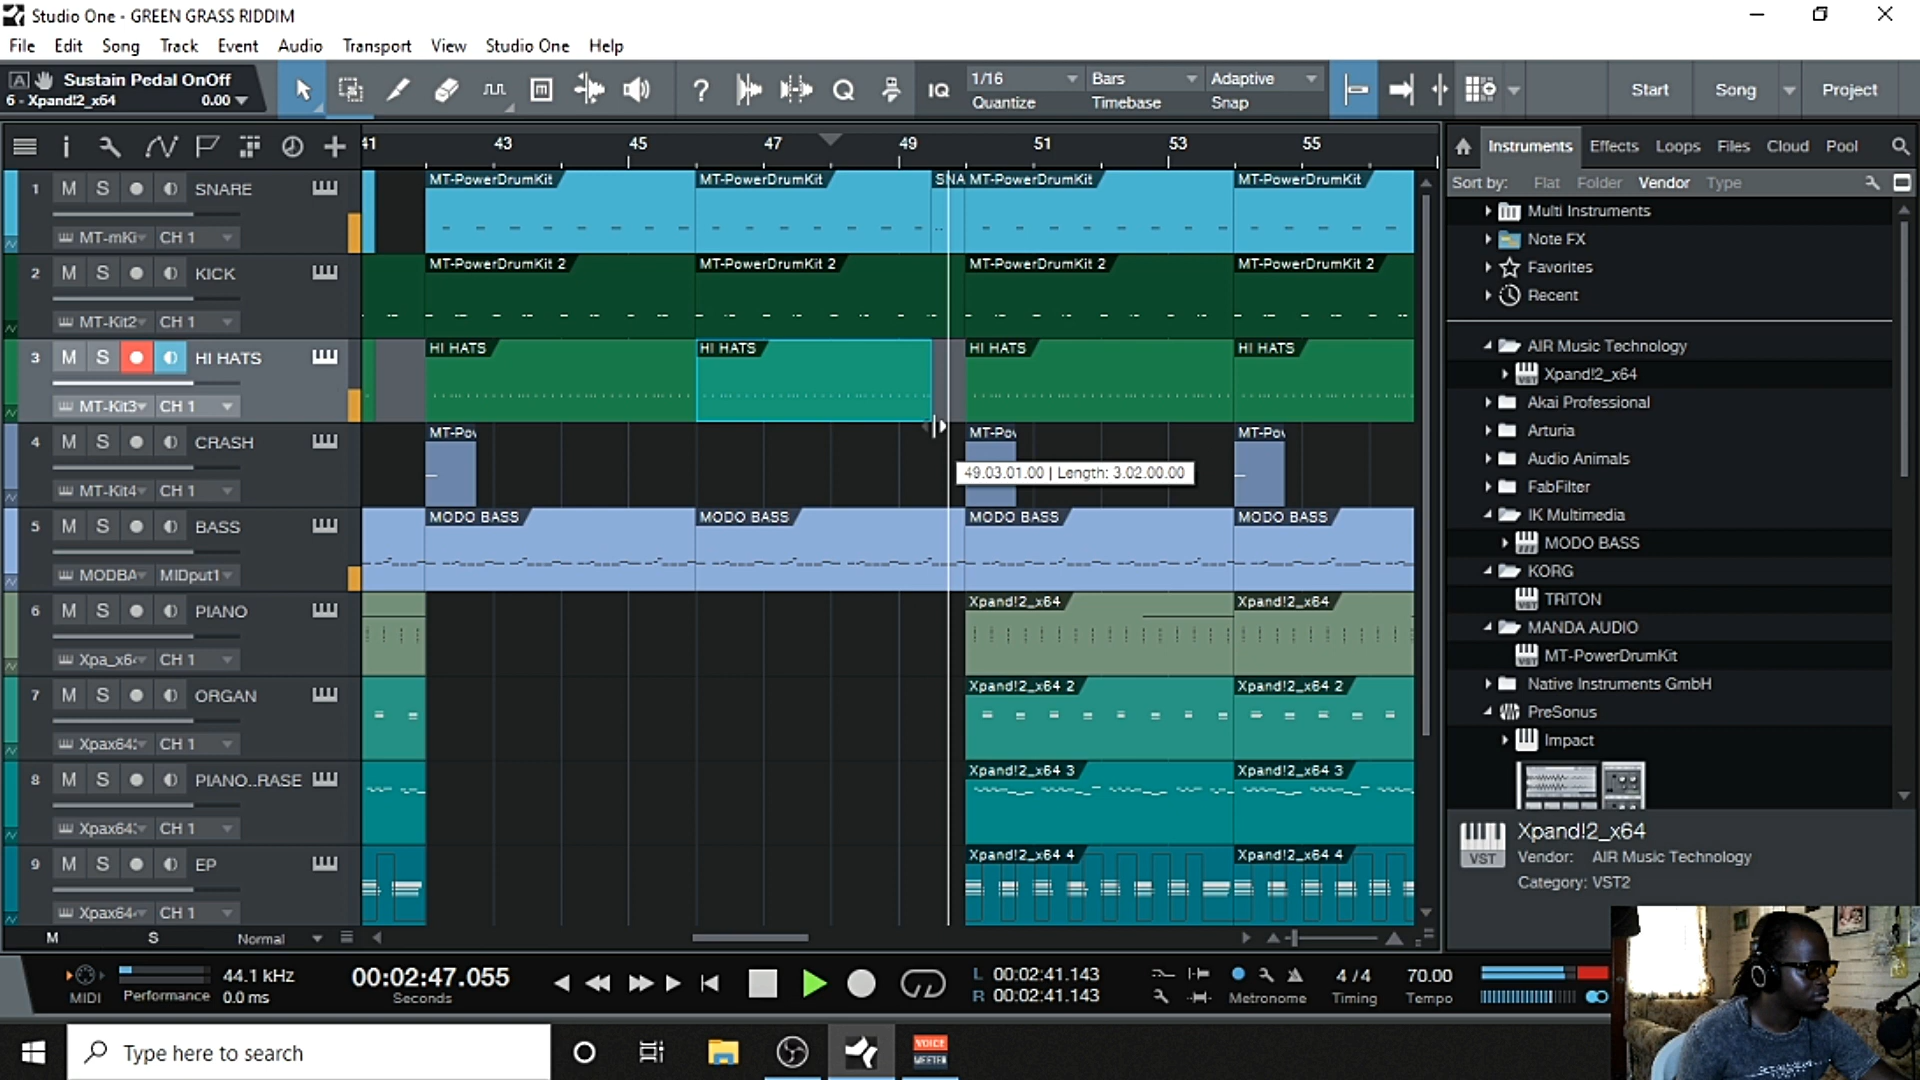 Studio One - GREEN GRASS RIDDIM
File Edit Song Track Event Audio Transport View Studio One Help
A Sustain Pedal OnOff
6 - Xpand!2_x64 0.00
? Q IQ 1/16 Bars Adaptive
Quantize Timebase Snap
Start Song Project
41 43 45 47 49 51 53 55
Instruments Effects Loops Files Cloud Pool
Sort by: Flat Folder Vendor Type
1 M S SNARE
MT-mKi CH 1
MT-PowerDrumKit MT-PowerDrumKit SNA MT-PowerDrumKit MT-PowerDrumKit
2 M S KICK
MT-Kit2 CH 1
MT-PowerDrumKit 2 MT-PowerDrumKit 2 MT-PowerDrumKit 2 MT-PowerDrumKit 2
3 M S HI HATS
MT-Kit3 CH 1
HI HATS HI HATS HI HATS HI HATS
4 M S CRASH
MT-Kit4 CH 1
MT-Pov MT-Pov MT-Pov
49.03.01.00 | Length: 3.02.00.00
5 M S BASS
MODBA MIDput1
MODO BASS MODO BASS MODO BASS MODO BASS
6 M S PIANO
Xpa_x6 CH 1
Xpand!2_x64 Xpand!2_x64
7 M S ORGAN
Xpax64 CH 1
Xpand!2_x64 2 Xpand!2_x64 2
8 M S PIANO..RASE
Xpax64 CH 1
Xpand!2_x64 3 Xpand!2_x64 3
9 M S EP
Xpax64 CH 1
Xpand!2_x64 4 Xpand!2_x64 4
M S Normal
Multi Instruments
Note FX
Favorites
Recent
AIR Music Technology
Xpand!2_x64
Akai Professional
Arturia
Audio Animals
FabFilter
IK Multimedia
MODO BASS
KORG
TRITON
MANDA AUDIO
MT-PowerDrumKit
Native Instruments GmbH
PreSonus
Impact
VST
Xpand!2_x64
Vendor: AIR Music Technology
Category: VST2
MIDI
44.1 kHz
Performance 0.0 ms
00:02:47.055
Seconds
L 00:02:41.143
R 00:02:41.143
Metronome
4 / 4
Timing
70.00
Tempo
Type here to search
VOICE
MEETER